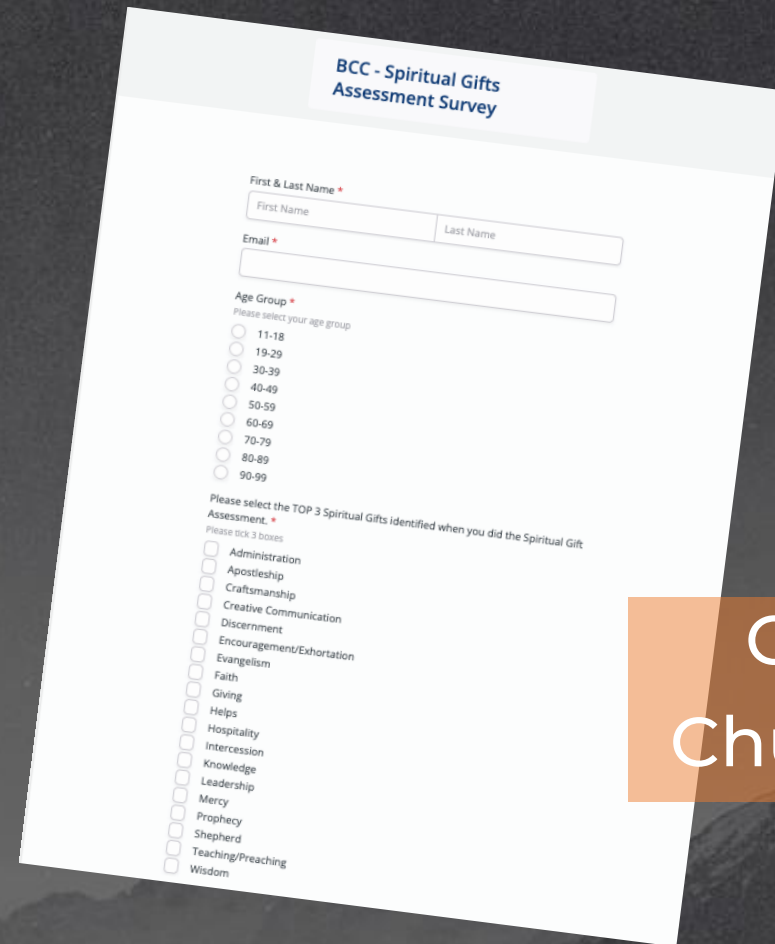 BCC - Spiritual Gifts
Assessment Survey
First & Last Name *
First Name
Last Name
Email *
Age Group *
Please select your age group
11-18
19-29
30-39
40-49
50-59
60-69
70-79
80-89
90-99
Please select the TOP 3 Spiritual Gifts identified when you did the Spiritual Gift
Assessment. *
Please tick 3 boxes
Administration
Apostleship
Craftsmanship
Creative Communication
Discernment
Encouragement/Exhortation
Evangelism
Faith
Giving
Helps
Hospitality
Intercession
Knowledge
Leadership
Mercy
Prophecy
Shepherd
Teaching/Preaching
Wisdom